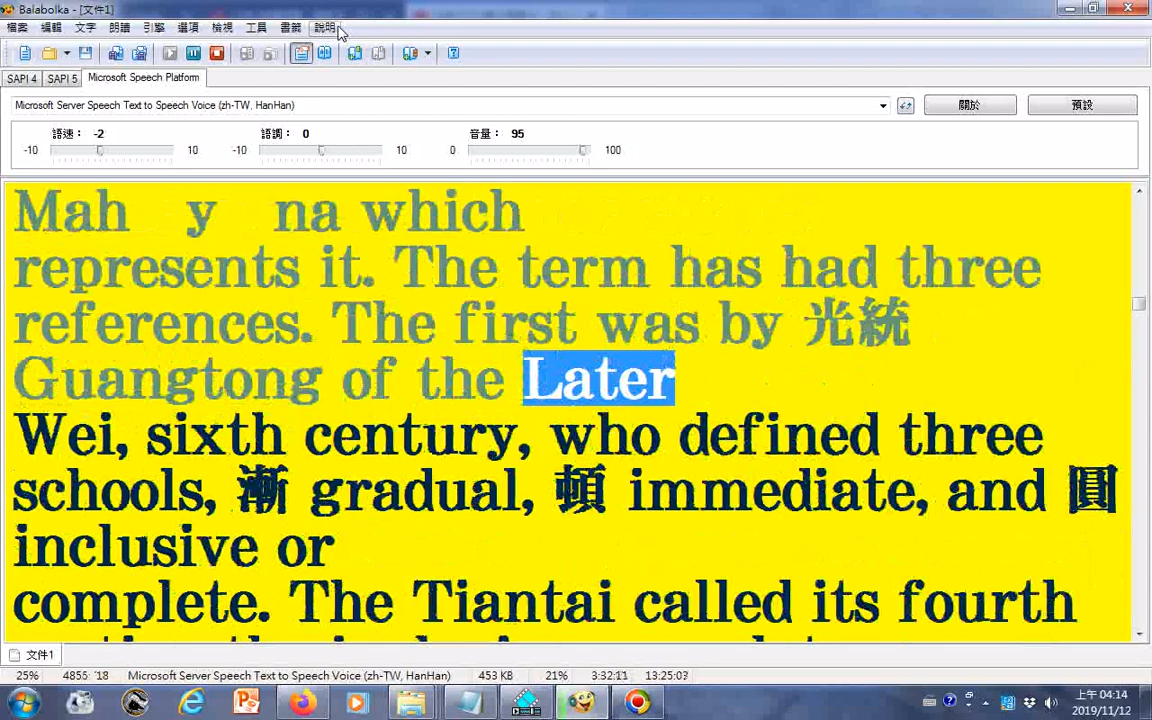 Balabolka - [文件1]
檔案 編輯 文字 朗讀 引擎 選項 檢視 工具 書籤 說明
SAPI 4 SAPI 5 Microsoft Speech Platform
Microsoft Server Speech Text to Speech Voice (zh-TW, HanHan) 關於 預設
語速： -2 語調： 0 音量： 95
-10 10 -10 10 0 100
Mah y na which
represents it. The term has had three
references. The first was by 光統
Guangtong of the Later
Wei, sixth century, who defined three
schools, 漸 gradual, 頓 immediate, and 圓
inclusive or
complete. The Tiantai called its fourth
文件1
25% 4855: 18 Microsoft Server Speech Text to Speech Voice (zh-TW, HanHan) 453 KB 21% 3:32:11 13:25:03
上午 04:14
2019/11/12